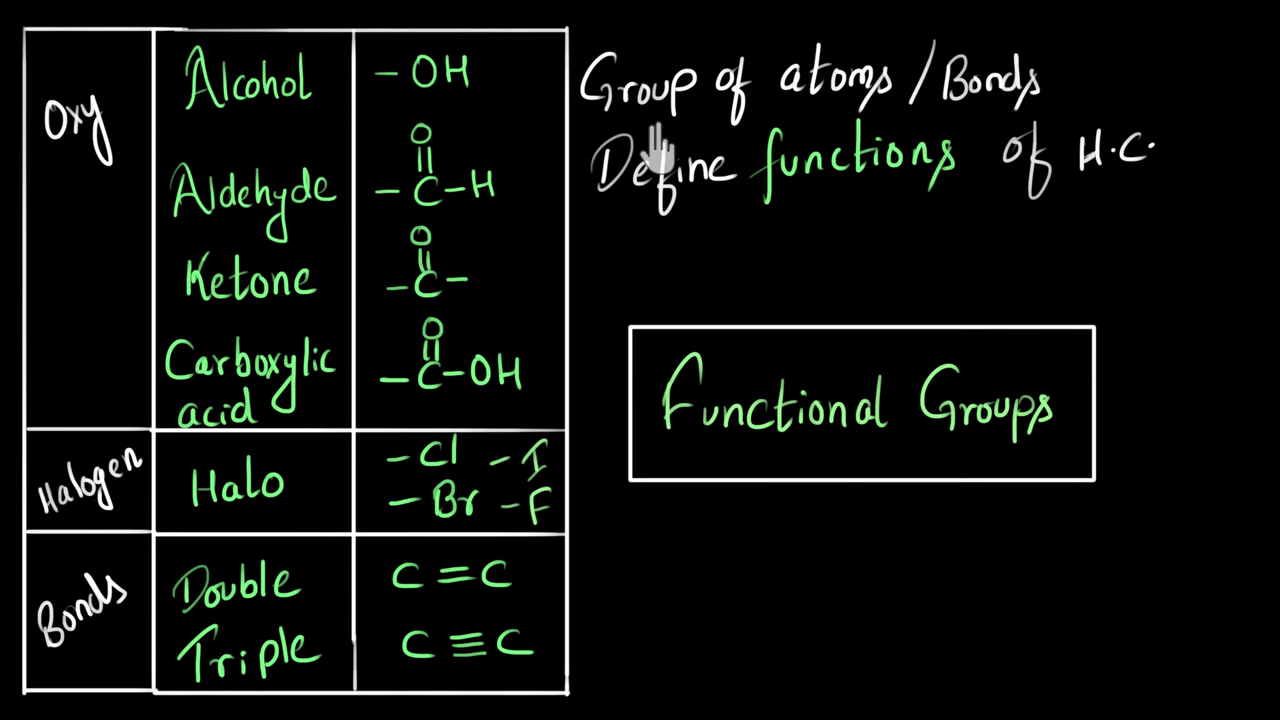 Oxy
Alcohol
– OH
Aldehyde
O
||
– C – H
Ketone
O
||
– C –
Carboxylic
acid
O
||
– C – OH
Halogen
Halo
– Cl – I
– Br – F
Bonds
Double
C = C
Triple
C ≡ C
Group of atoms / Bonds
Define functions of H.C.
Functional Groups